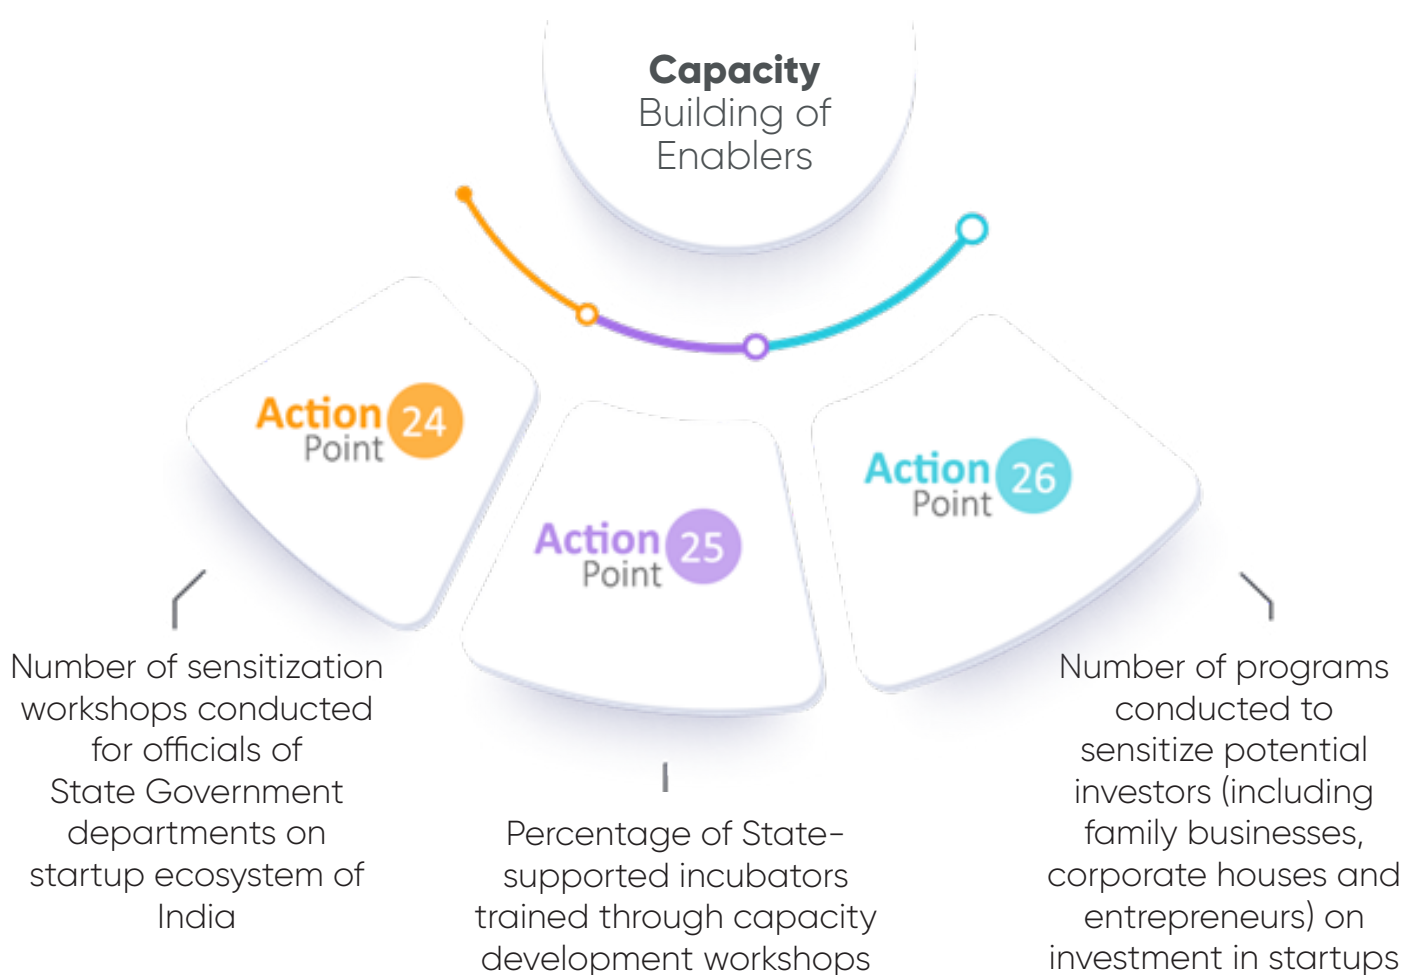 Capacity
Building of
Enablers
Action
Point
24
Action
Point
25
Action
Point
26
Number of sensitization
workshops conducted
for officials of
State Government
departments on
startup ecosystem of
India
Percentage of State-
supported incubators
trained through capacity
development workshops
Number of programs
conducted to
sensitize potential
investors (including
family businesses,
corporate houses and
entrepreneurs) on
investment in startups